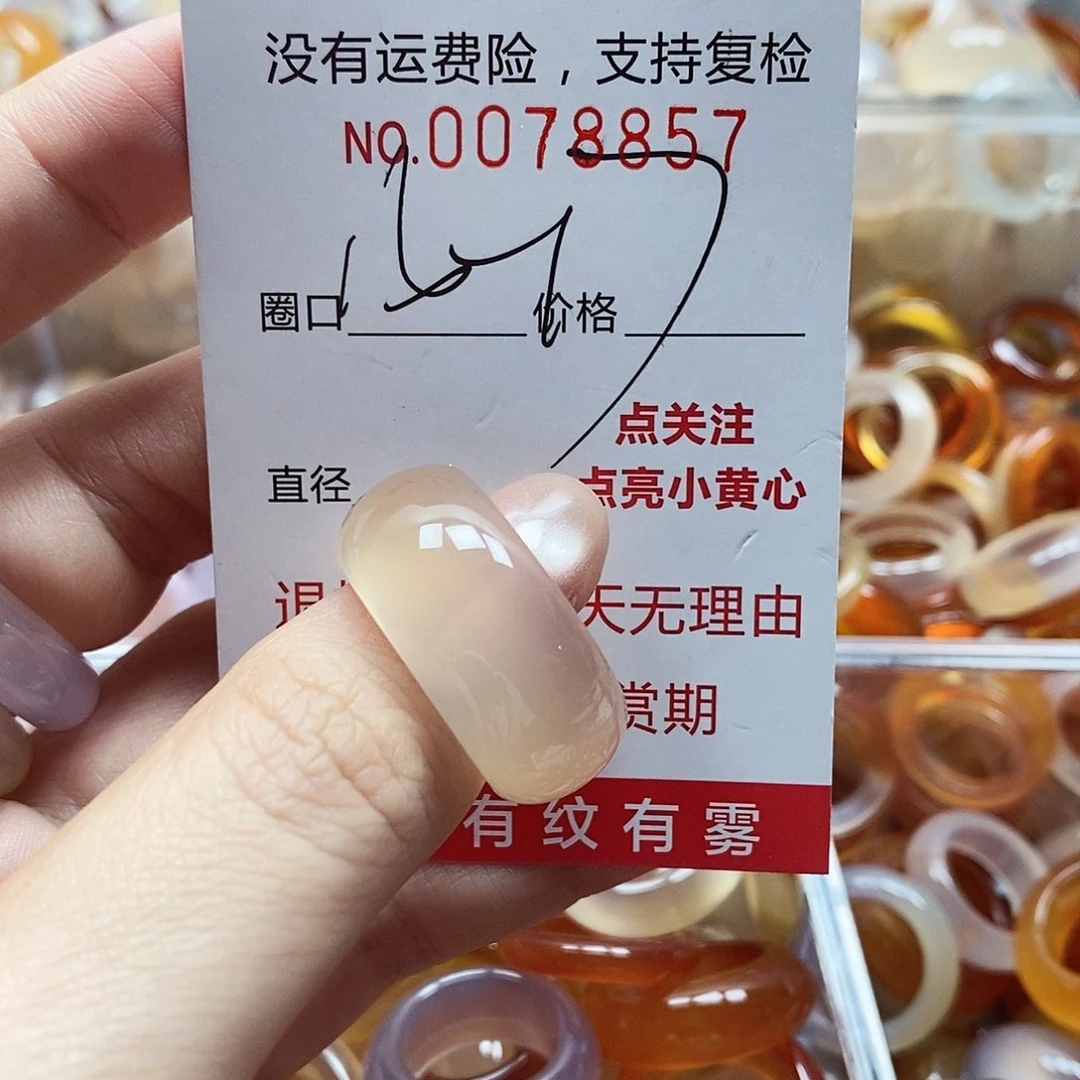 没有运费险，支持复检
NO.0078857
圈口 价格
点关注
直径 点亮小黄心
退 天无理由
赏期
有纹有雾